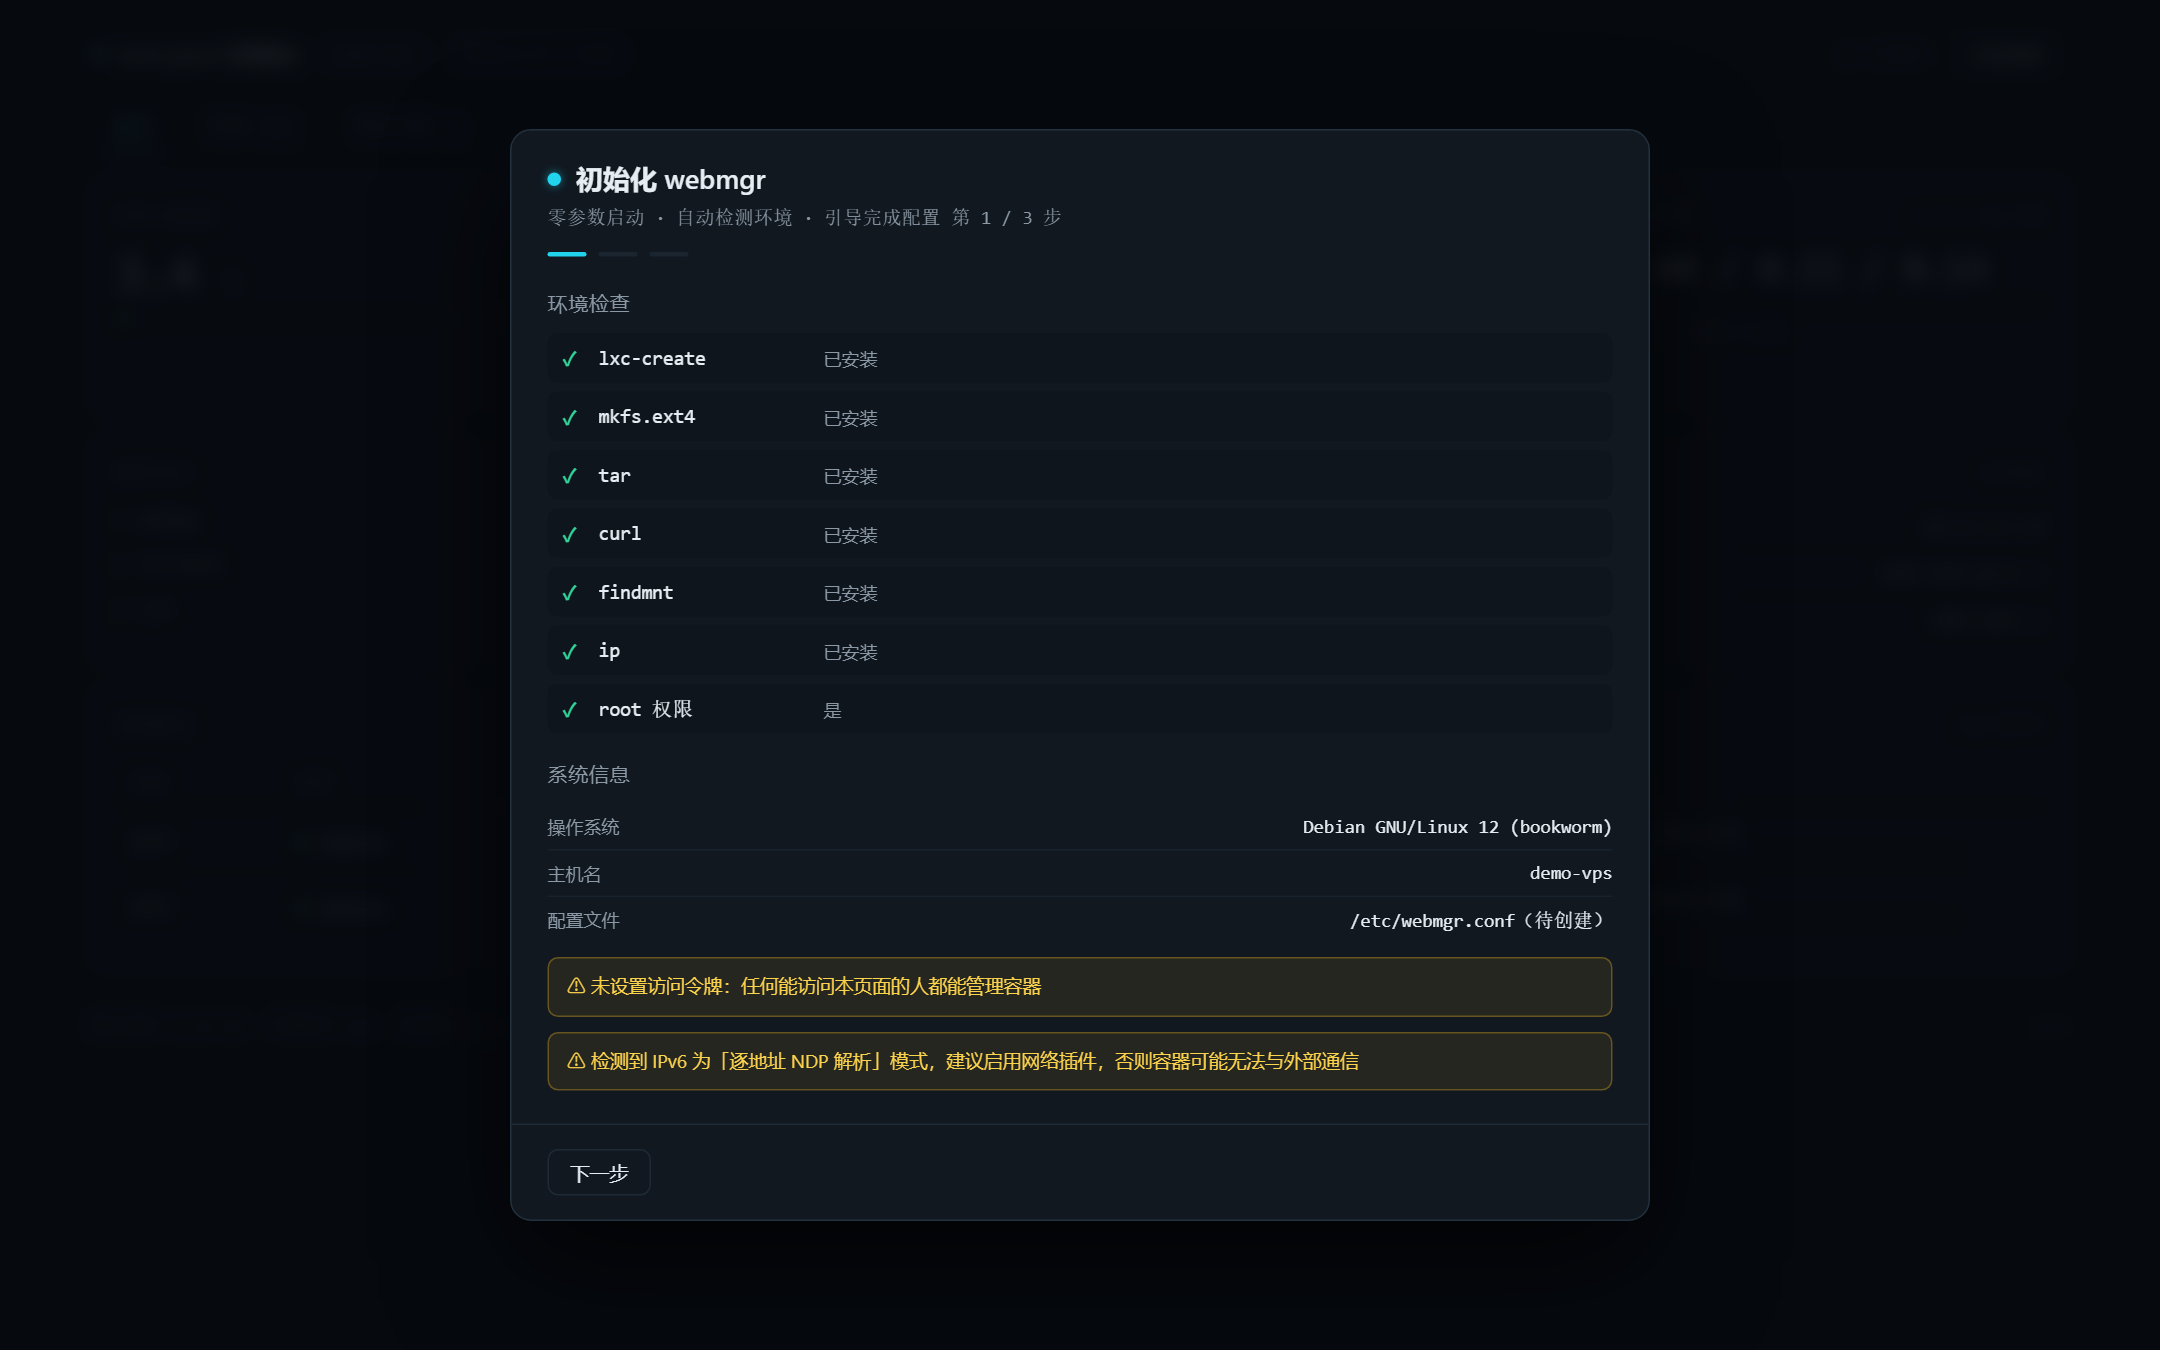 初始化 webmgr
零参数启动 · 自动检测环境 · 引导完成配置 第 1 / 3 步
环境检查
✓ lxc-create 已安装
✓ mkfs.ext4 已安装
✓ tar 已安装
✓ curl 已安装
✓ findmnt 已安装
✓ ip 已安装
✓ root 权限 是
系统信息
操作系统 Debian GNU/Linux 12 (bookworm)
主机名 demo-vps
配置文件 /etc/webmgr.conf（待创建）
⚠ 未设置访问令牌：任何能访问本页面的人都能管理容器
⚠ 检测到 IPv6 为「逐地址 NDP 解析」模式，建议启用网络插件，否则容器可能无法与外部通信
下一步